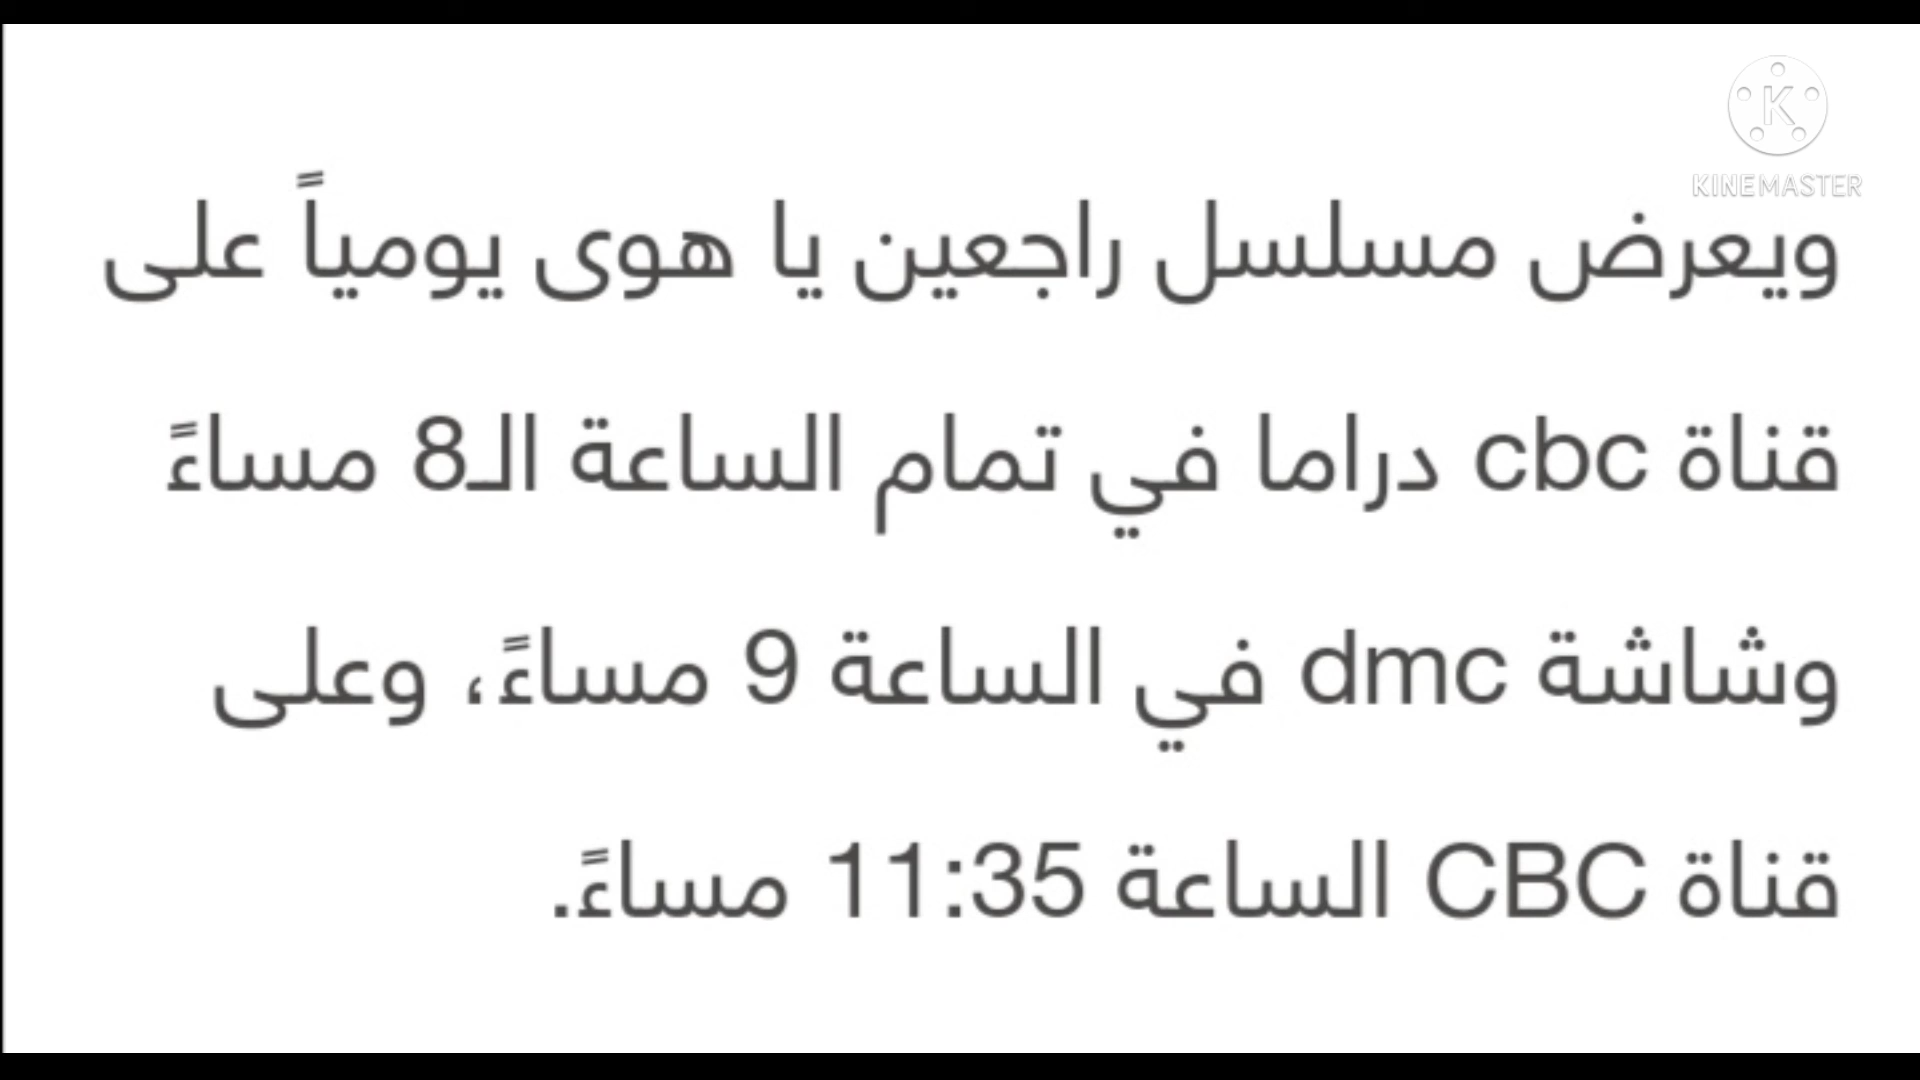 KINEMASTER
ويعرض مسلسل راجعين يا هوى يومياً على
قناة cbc دراما في تمام الساعة الـ8 مساءً
وشاشة dmc في الساعة 9 مساءً، وعلى
قناة CBC الساعة 11:35 مساءً.